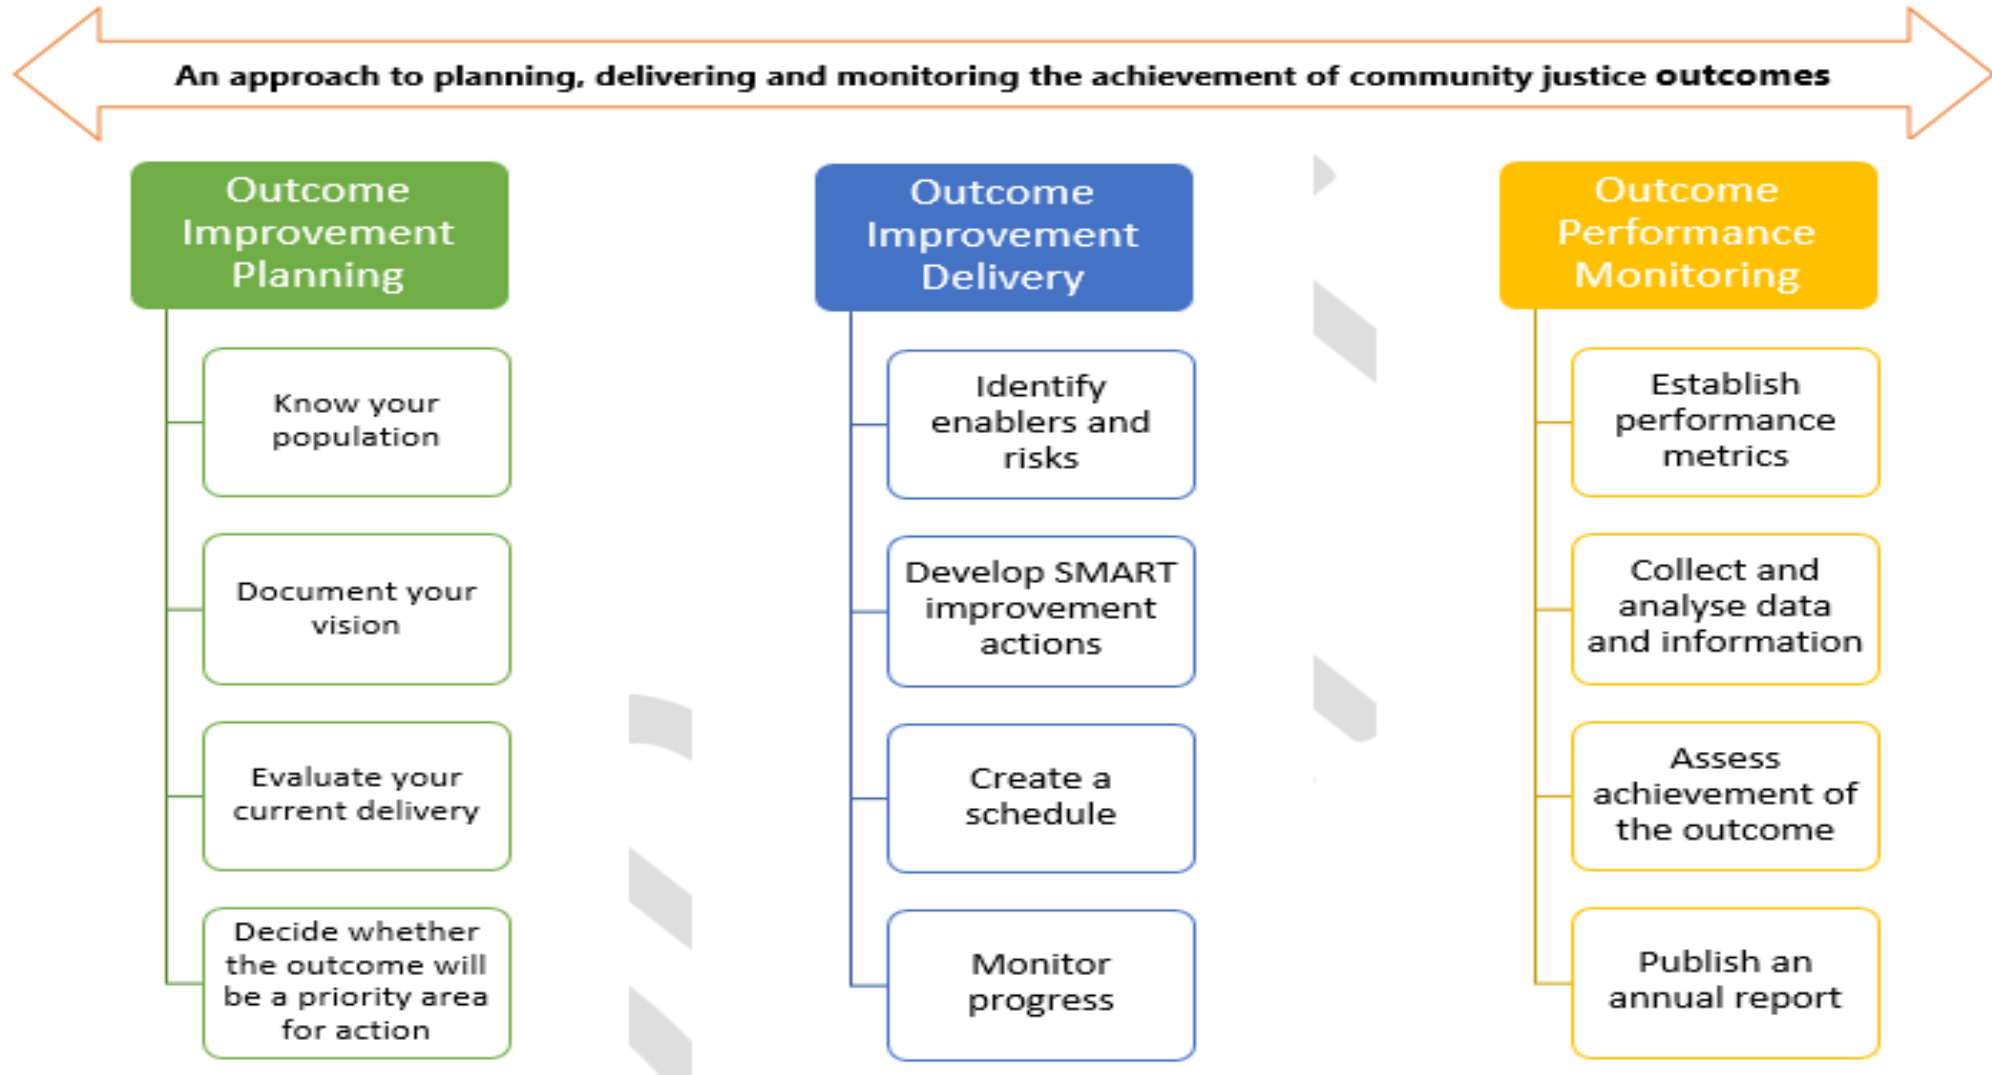 An approach to planning, delivering and monitoring the achievement of community justice outcomes
Outcome
Improvement
Planning
Know your
population
Document your
vision
Evaluate your
current delivery
Decide whether
the outcome will
be a priority area
for action
Outcome
Improvement
Delivery
Identify
enablers and
risks
Develop SMART
improvement
actions
Create a
schedule
Monitor
progress
Outcome
Performance
Monitoring
Establish
performance
metrics
Collect and
analyse data
and information
Assess
achievement of
the outcome
Publish an
annual report